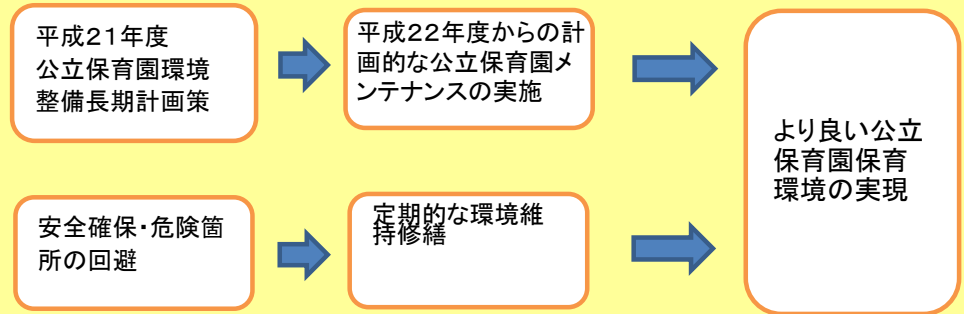 平成21年度
公立保育園環境
整備長期計画策
平成22年度からの計
画的な公立保育園メ
ンテナンスの実施
より良い公立
保育園保育
環境の実現
安全確保・危険箇
所の回避
定期的な環境維
持修繕